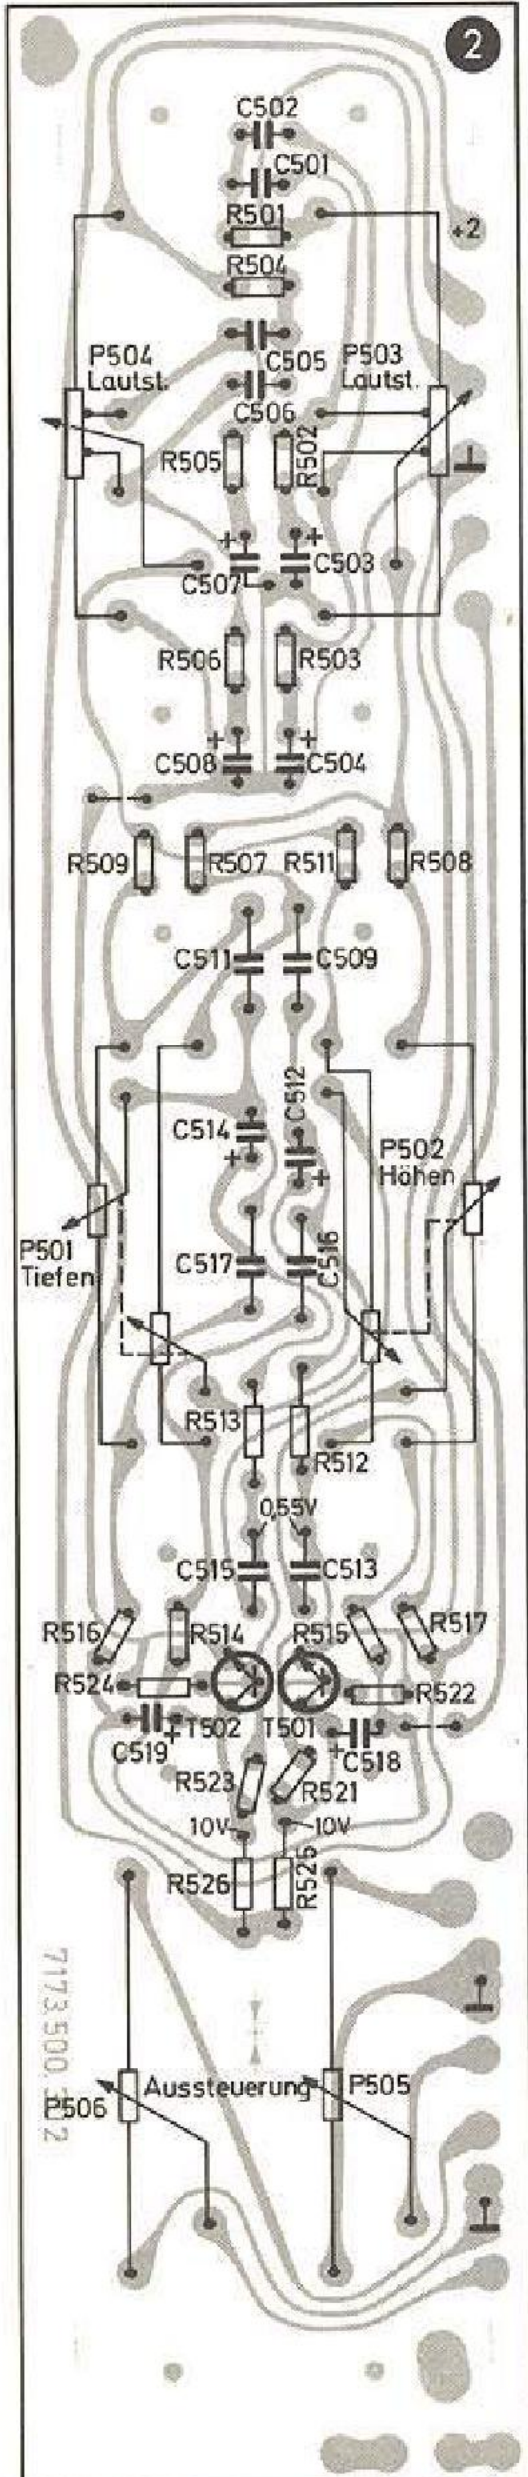 2
C502
C501
R501
+2
R504
P504
Lautst.
P503
Lautst.
C505
C506
R505
R502
+
+
C507
C503
R506
R503
+
+
C508
C504
R509
R507
R511
R508
C511
C509
C512
C514
+
+
P502
Höhen
P501
Tiefen
C517
C516
R513
R512
0,55V
C515
C513
R516
R514
R515
R517
R524
R522
T502
T501
C519
+
+
C518
R523
R521
10V
10V
R526
R525
Aussteuerung
P506
P505